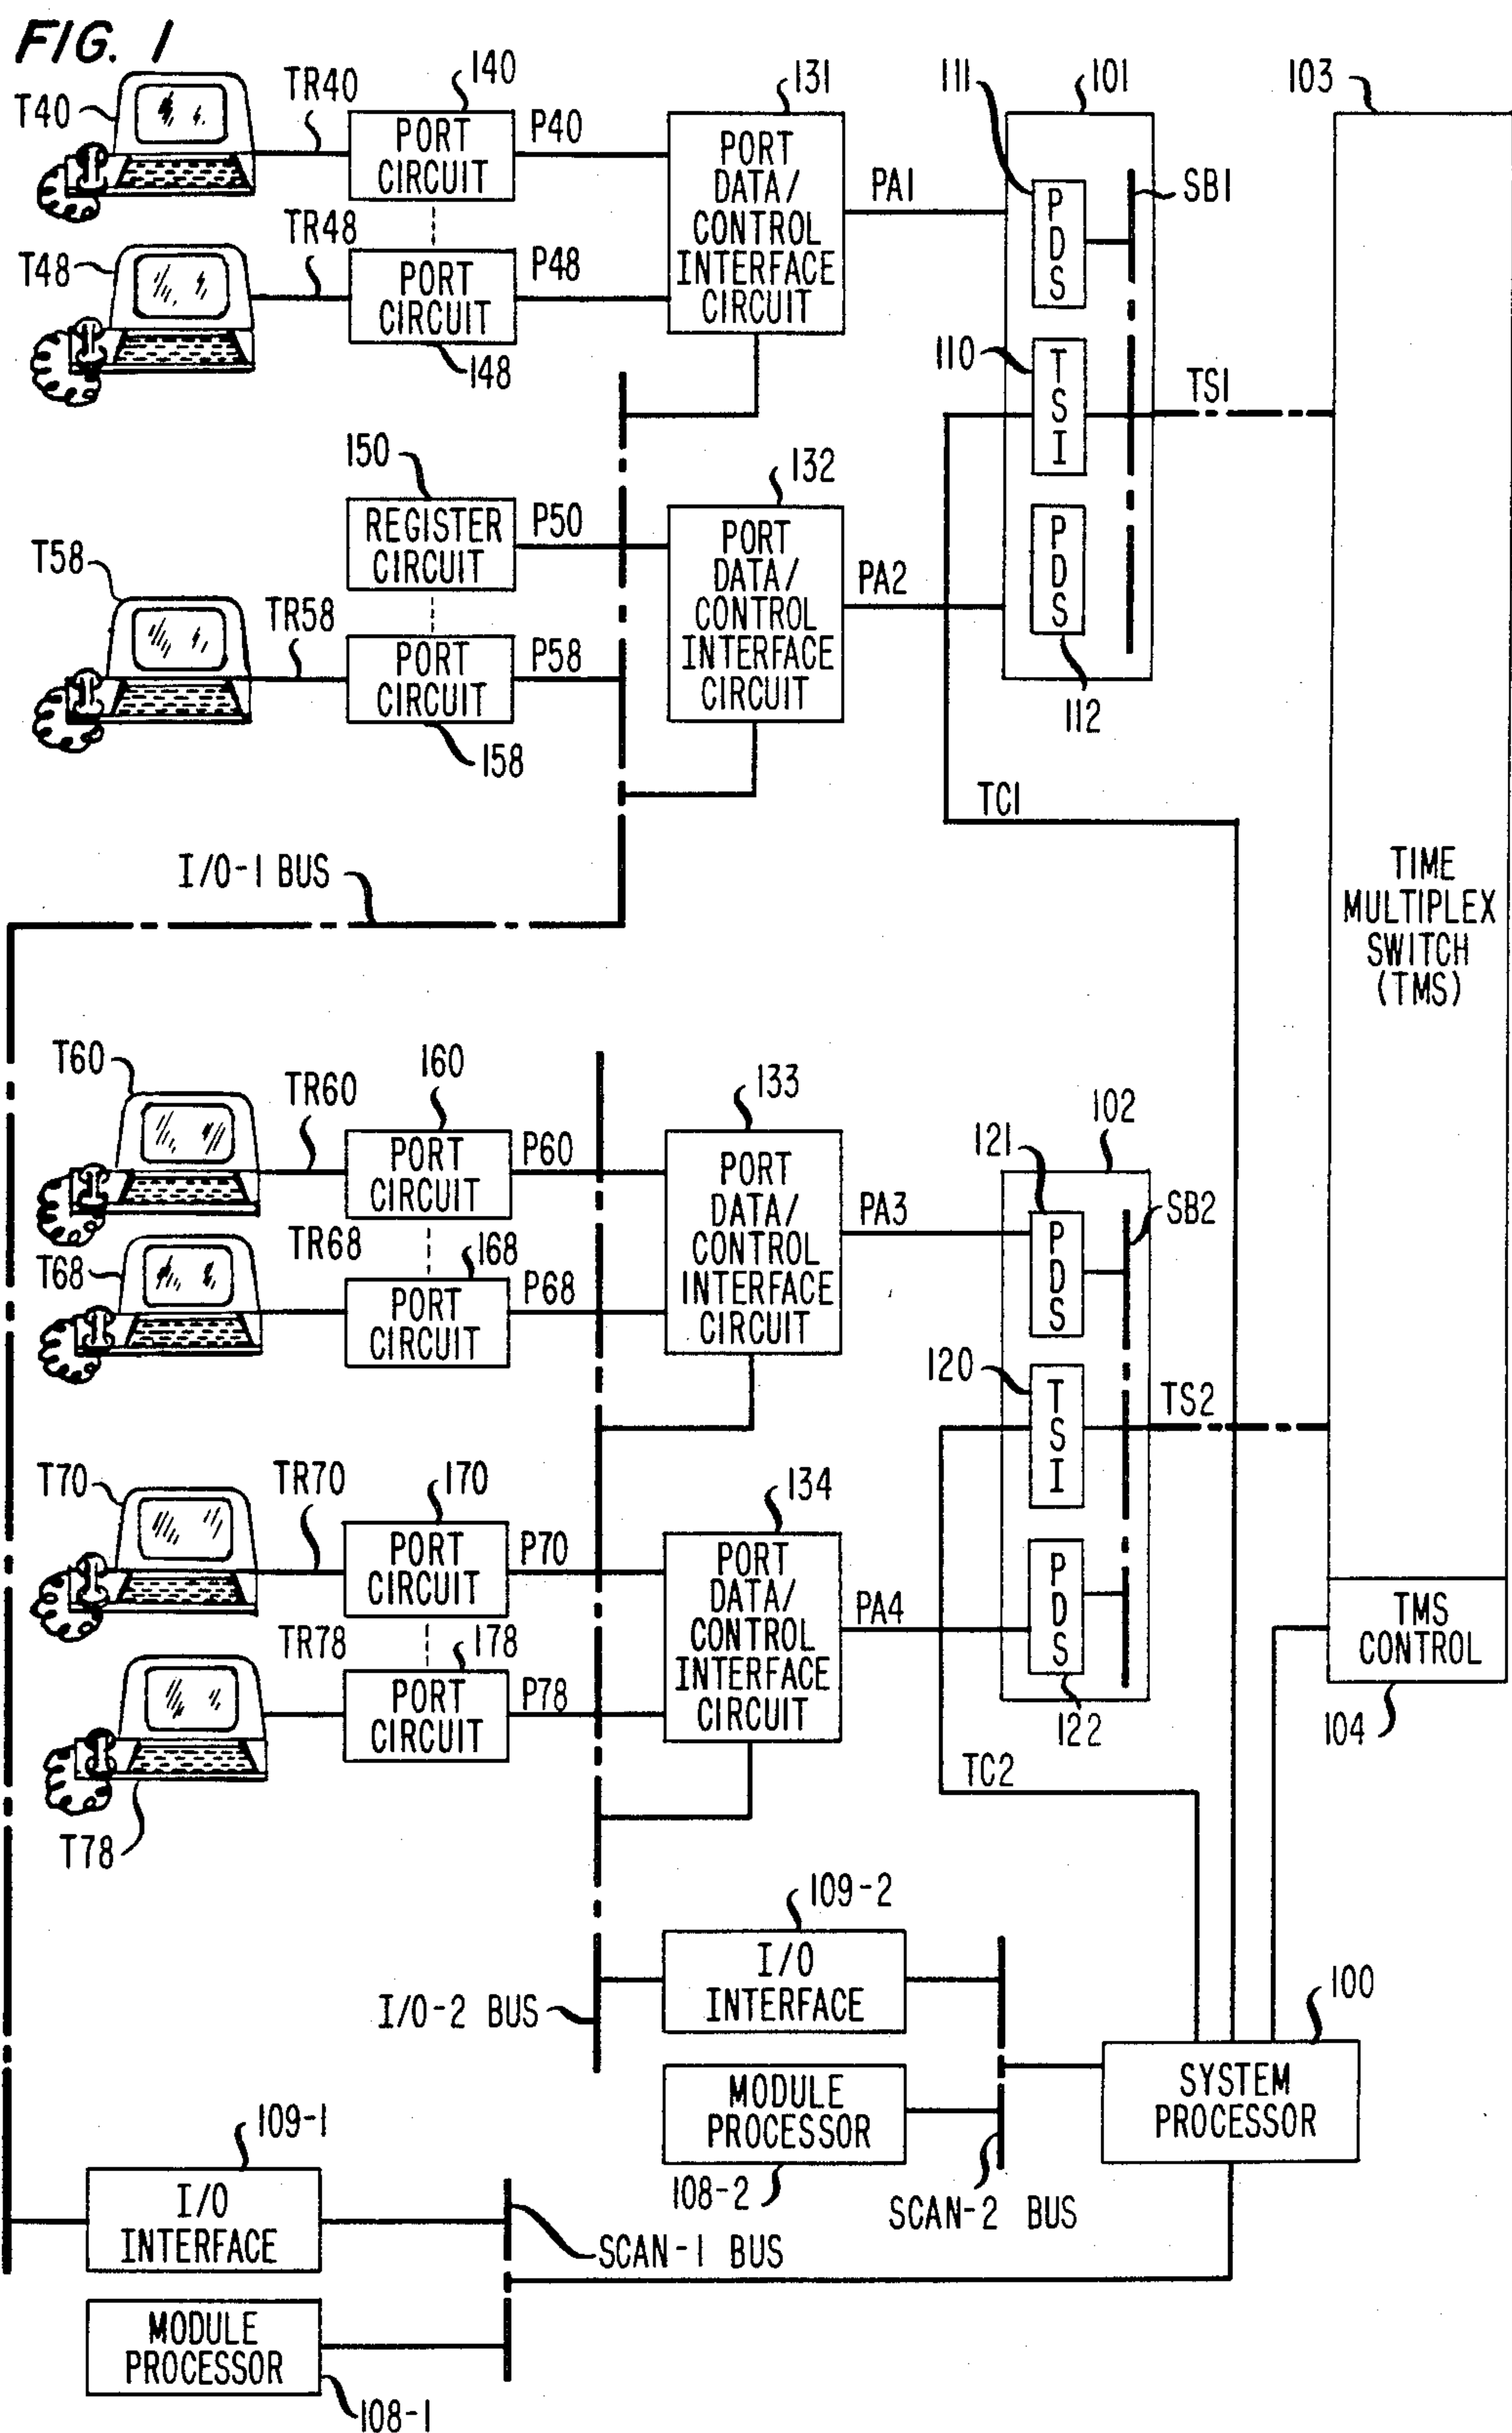 FIG. 1
T40
TR40
140
PORT
CIRCUIT
P40
131
PORT
DATA/
CONTROL
INTERFACE
CIRCUIT
PA1
111
101
PDS
SB1
103
T48
TR48
PORT
CIRCUIT
148
P48
110
TSI
TS1
150
REGISTER
CIRCUIT
P50
132
PORT
DATA/
CONTROL
INTERFACE
CIRCUIT
PA2
PDS
112
T58
TR58
PORT
CIRCUIT
158
P58
TC1
I/O-1 BUS
TIME
MULTIPLEX
SWITCH
(TMS)
T60
TR60
160
PORT
CIRCUIT
P60
133
PORT
DATA/
CONTROL
INTERFACE
CIRCUIT
PA3
121
102
PDS
SB2
T68
TR68
168
PORT
CIRCUIT
P68
120
TSI
TS2
T70
TR70
170
PORT
CIRCUIT
P70
134
PORT
DATA/
CONTROL
INTERFACE
CIRCUIT
PA4
PDS
122
TMS
CONTROL
104
TR78
178
PORT
CIRCUIT
P78
T78
TC2
109-2
I/O
INTERFACE
I/O-2 BUS
100
SYSTEM
PROCESSOR
MODULE
PROCESSOR
108-2
SCAN-2 BUS
109-1
I/O
INTERFACE
SCAN-1 BUS
MODULE
PROCESSOR
108-1